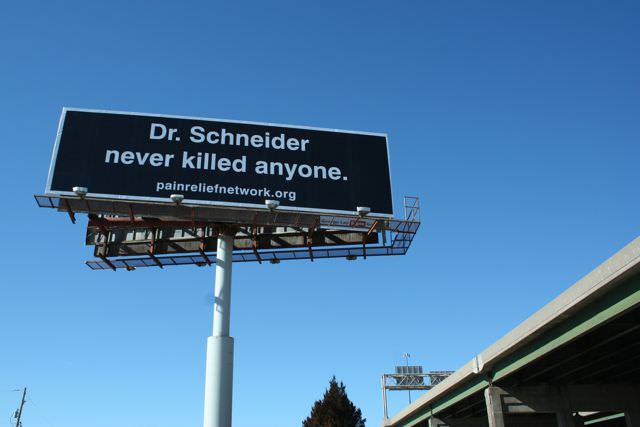 Dr. Schneider
never killed anyone.
painreliefnetwork.org